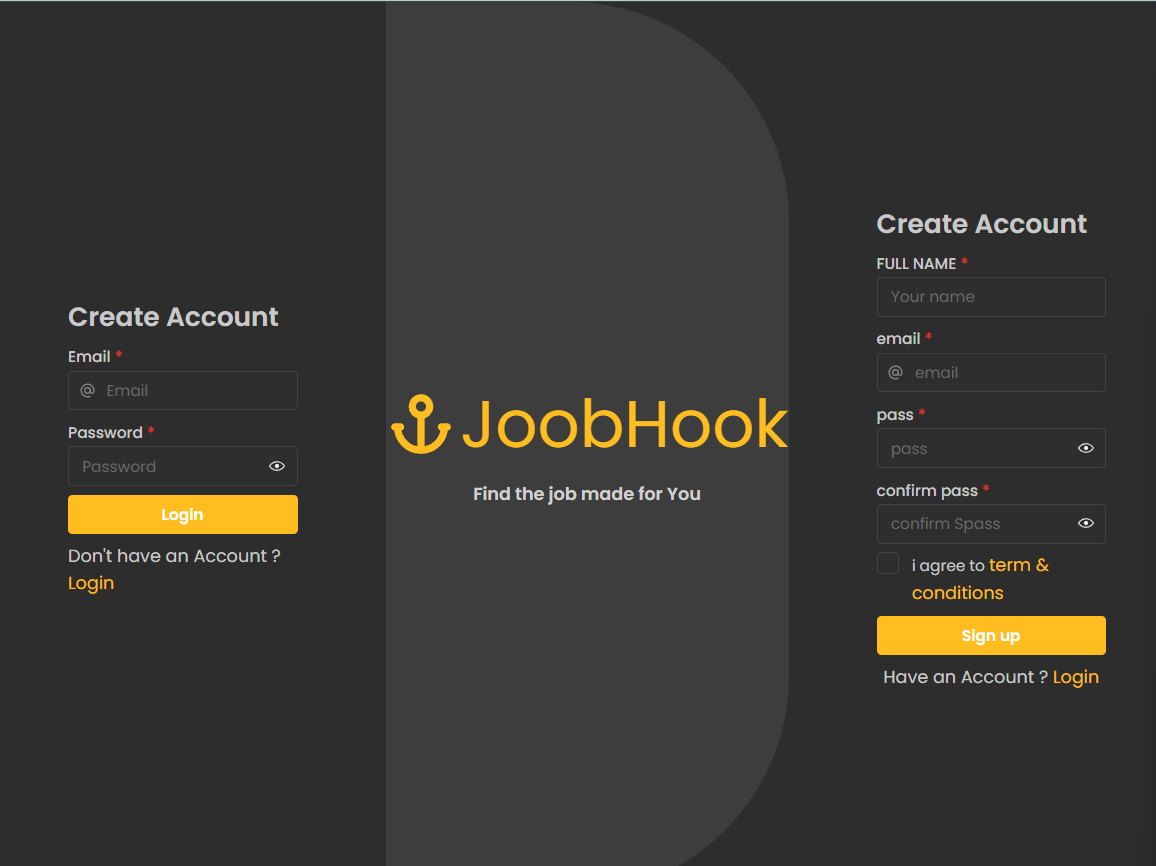 Create Account
Email *
@ Email
Password *
Password
Login
Don't have an Account ?
Login
JoobHook
Find the job made for You
Create Account
FULL NAME *
Your name
email *
@ email
pass *
pass
confirm pass *
confirm Spass
i agree to term &
conditions
Sign up
Have an Account ? Login